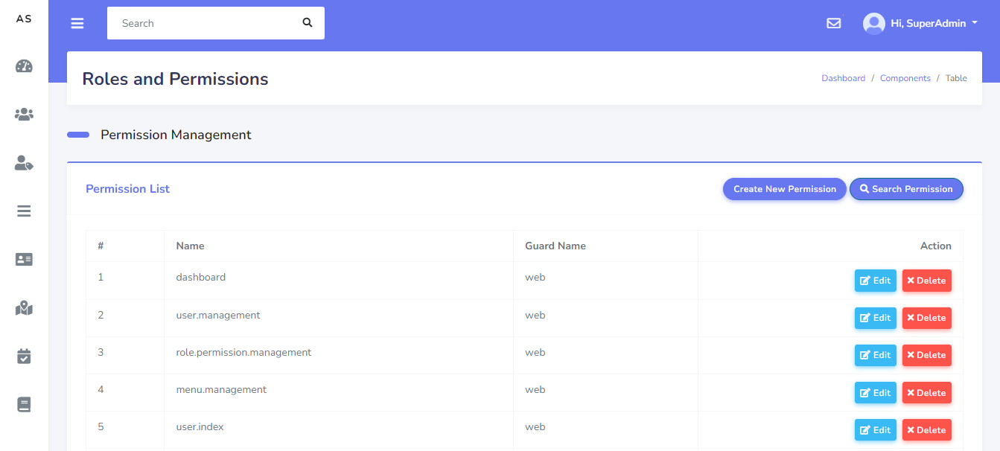 AS
Search
Hi, SuperAdmin
Roles and Permissions
Dashboard / Components / Table
Permission Management
Permission List
Create New Permission
Search Permission
# Name Guard Name Action
1 dashboard web Edit Delete
2 user.management web Edit Delete
3 role.permission.management web Edit Delete
4 menu.management web Edit Delete
5 user.index web Edit Delete